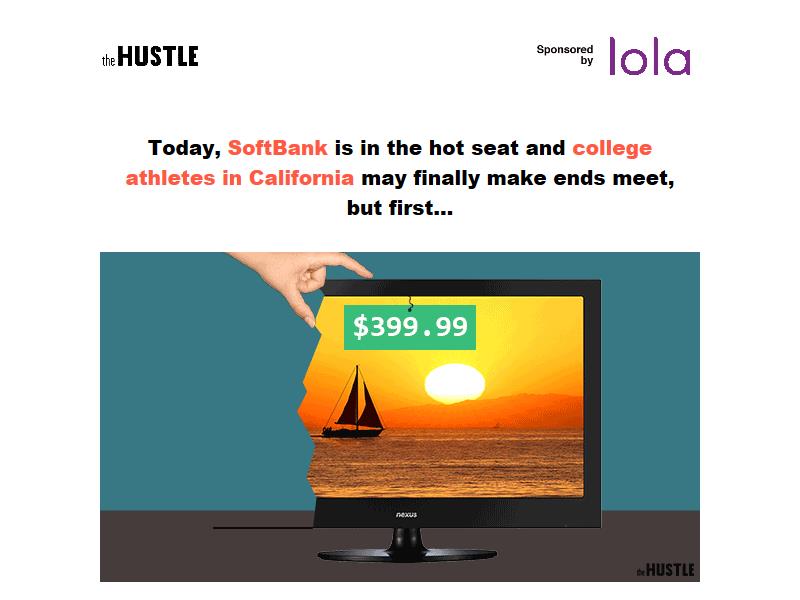 the HUSTLE
Sponsored
by
lola
Today, SoftBank is in the hot seat and college
athletes in California may finally make ends meet,
but first...
$399.99
nexus
the HUSTLE